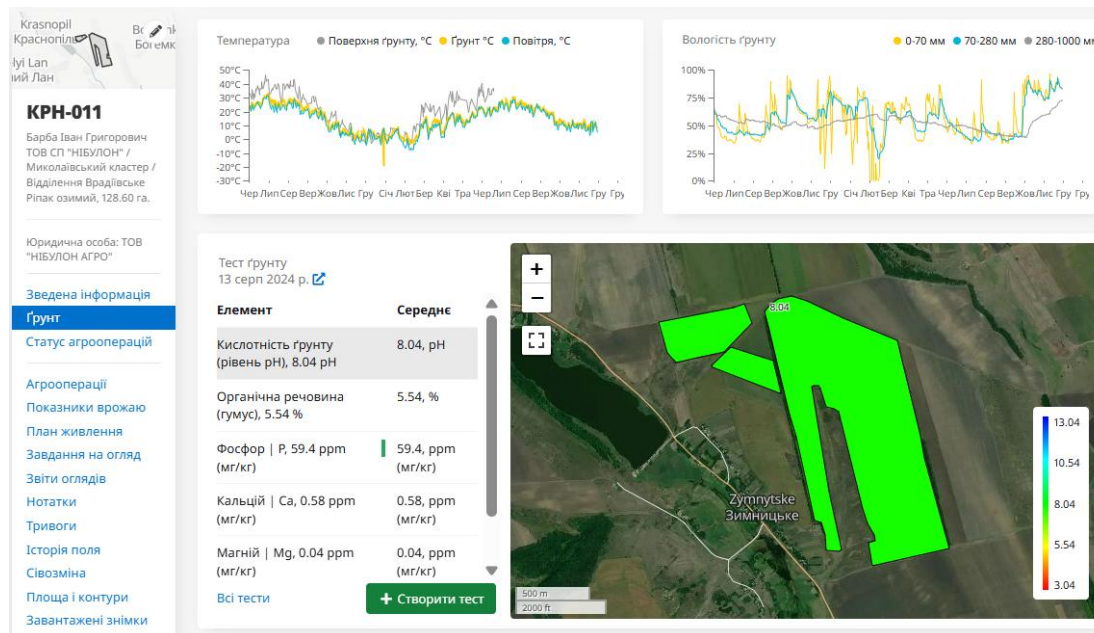 Krasnopil
Краснопіль
Богемк
lyi Lan
ий Лан
КРН-011
Барба Іван Григорович
ТОВ СП "НІБУЛОН" /
Миколаївський кластер /
Відділення Врадіївське
Ріпак озимий, 128.60 га.
Юридична особа: ТОВ
"НІБУЛОН АГРО"
Зведена інформація
Ґрунт
Статус агрооперацій
Агрооперації
Показники врожаю
План живлення
Завдання на огляд
Звіти оглядів
Нотатки
Тривоги
Історія поля
Сівозміна
Площа і контури
Завантажені знімки
Температура
Поверхня ґрунту, °C Ґрунт °C Повітря, °C
50°C
40°C
30°C
20°C
10°C
0°C
-10°C
-20°C
-30°C
Чер Лип Сер Вер Жов Лис Гру Січ Лют Бер Кві Тра Чер Лип Сер Вер Жов Лис Гру Гру
Вологість ґрунту
0-70 мм 70-280 мм 280-1000 мм
100%
75%
50%
25%
0%
Чер Лип Сер Вер Жов Лис Гру Січ Лют Бер Кві Тра Чер Лип Сер Вер Жов Лис Гру Гру
Тест ґрунту
13 серп 2024 р.
Елемент Середнє
Кислотність ґрунту 8.04, pH
(рівень pH), 8.04 pH
Органічна речовина 5.54, %
(гумус), 5.54 %
Фосфор | P, 59.4 ppm 59.4, ppm
(мг/кг) (мг/кг)
Кальцій | Ca, 0.58 ppm 0.58, ppm
(мг/кг) (мг/кг)
Магній | Mg, 0.04 ppm 0.04, ppm
(мг/кг) (мг/кг)
Всі тести + Створити тест
+
−
8.04
Zymnytske
Зимницьке
500 m
2000 ft
13.04
10.54
8.04
5.54
3.04